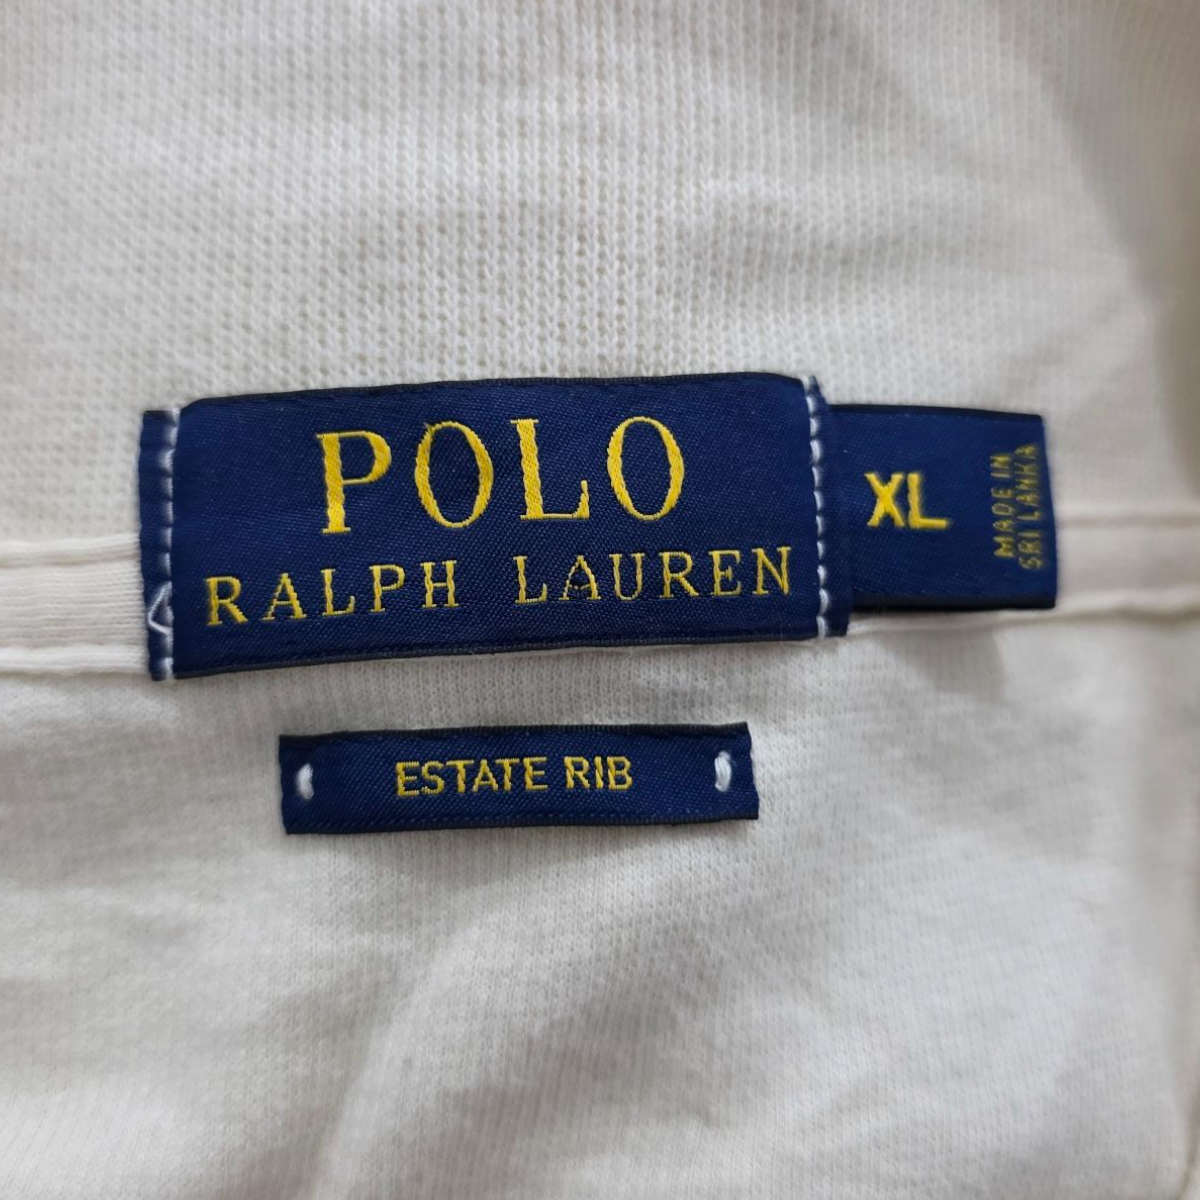 POLO
RALPH LAUREN
XL
MADE IN
SRI LANKA
ESTATE RIB